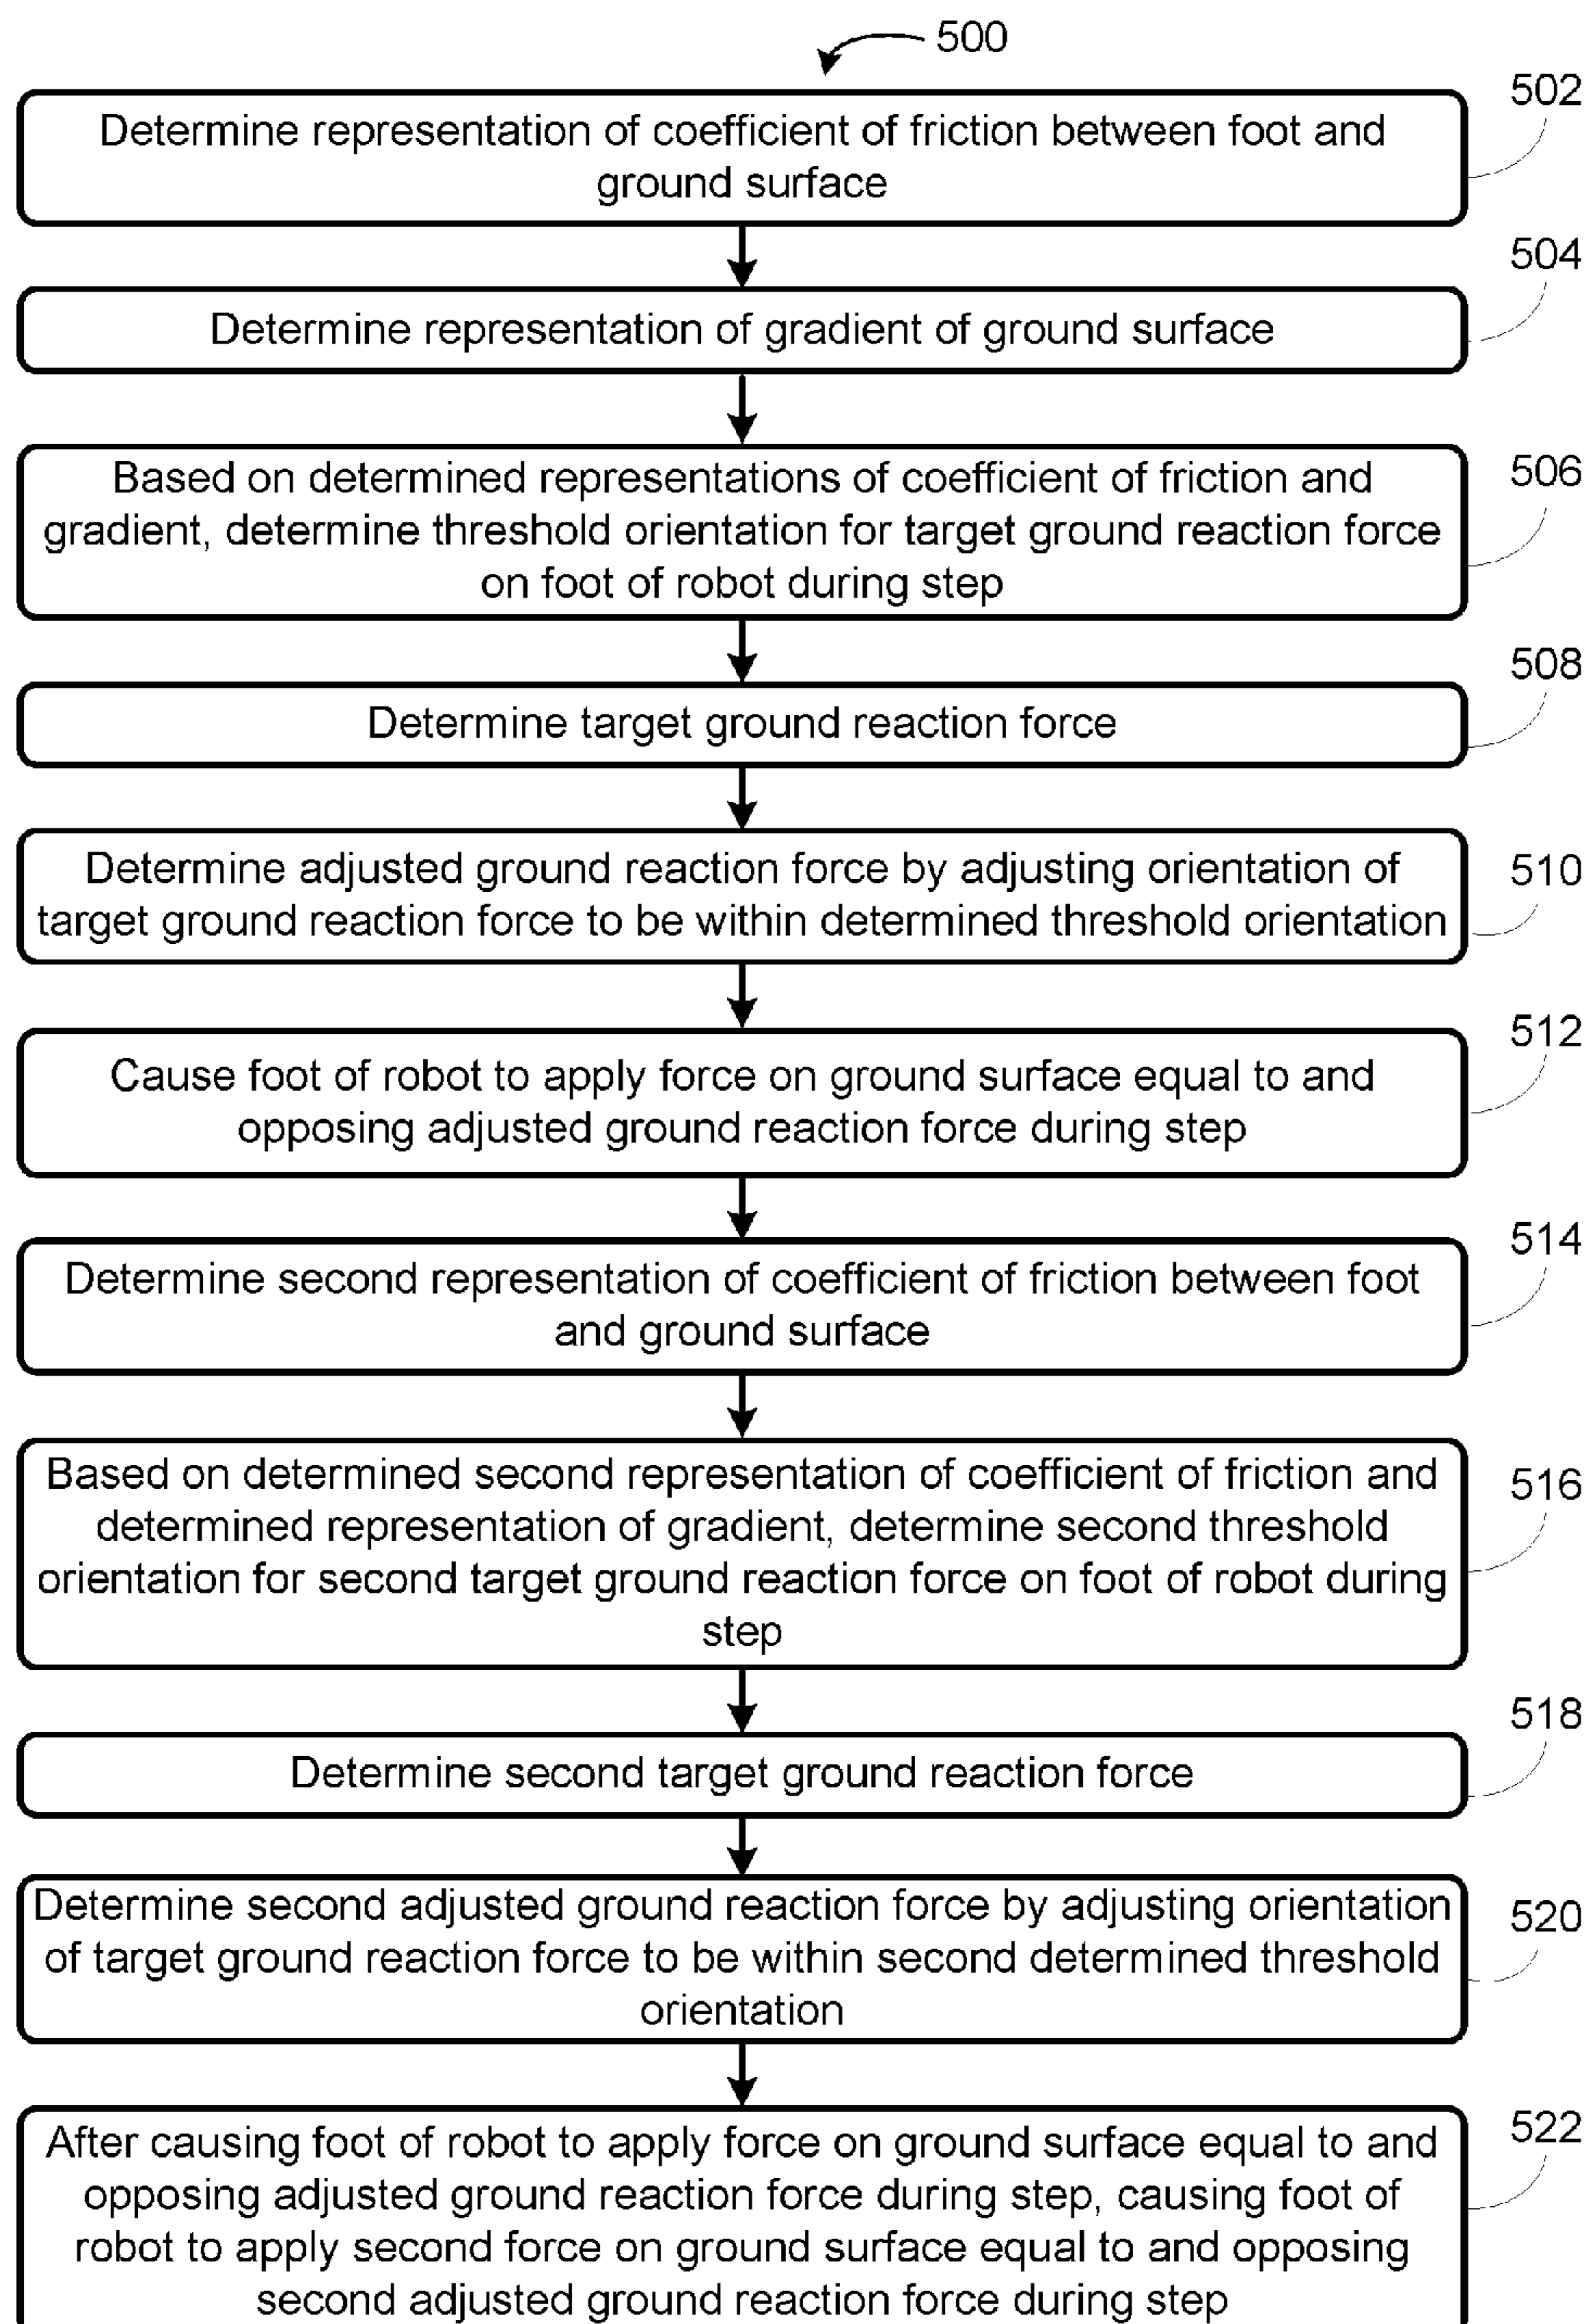 500
502
Determine representation of coefficient of friction between foot and
ground surface
504
Determine representation of gradient of ground surface
506
Based on determined representations of coefficient of friction and
gradient, determine threshold orientation for target ground reaction force
on foot of robot during step
508
Determine target ground reaction force
510
Determine adjusted ground reaction force by adjusting orientation of
target ground reaction force to be within determined threshold orientation
512
Cause foot of robot to apply force on ground surface equal to and
opposing adjusted ground reaction force during step
514
Determine second representation of coefficient of friction between foot
and ground surface
516
Based on determined second representation of coefficient of friction and
determined representation of gradient, determine second threshold
orientation for second target ground reaction force on foot of robot during
step
518
Determine second target ground reaction force
520
Determine second adjusted ground reaction force by adjusting orientation
of target ground reaction force to be within second determined threshold
orientation
522
After causing foot of robot to apply force on ground surface equal to and
opposing adjusted ground reaction force during step, causing foot of
robot to apply second force on ground surface equal to and opposing
second adjusted ground reaction force during step